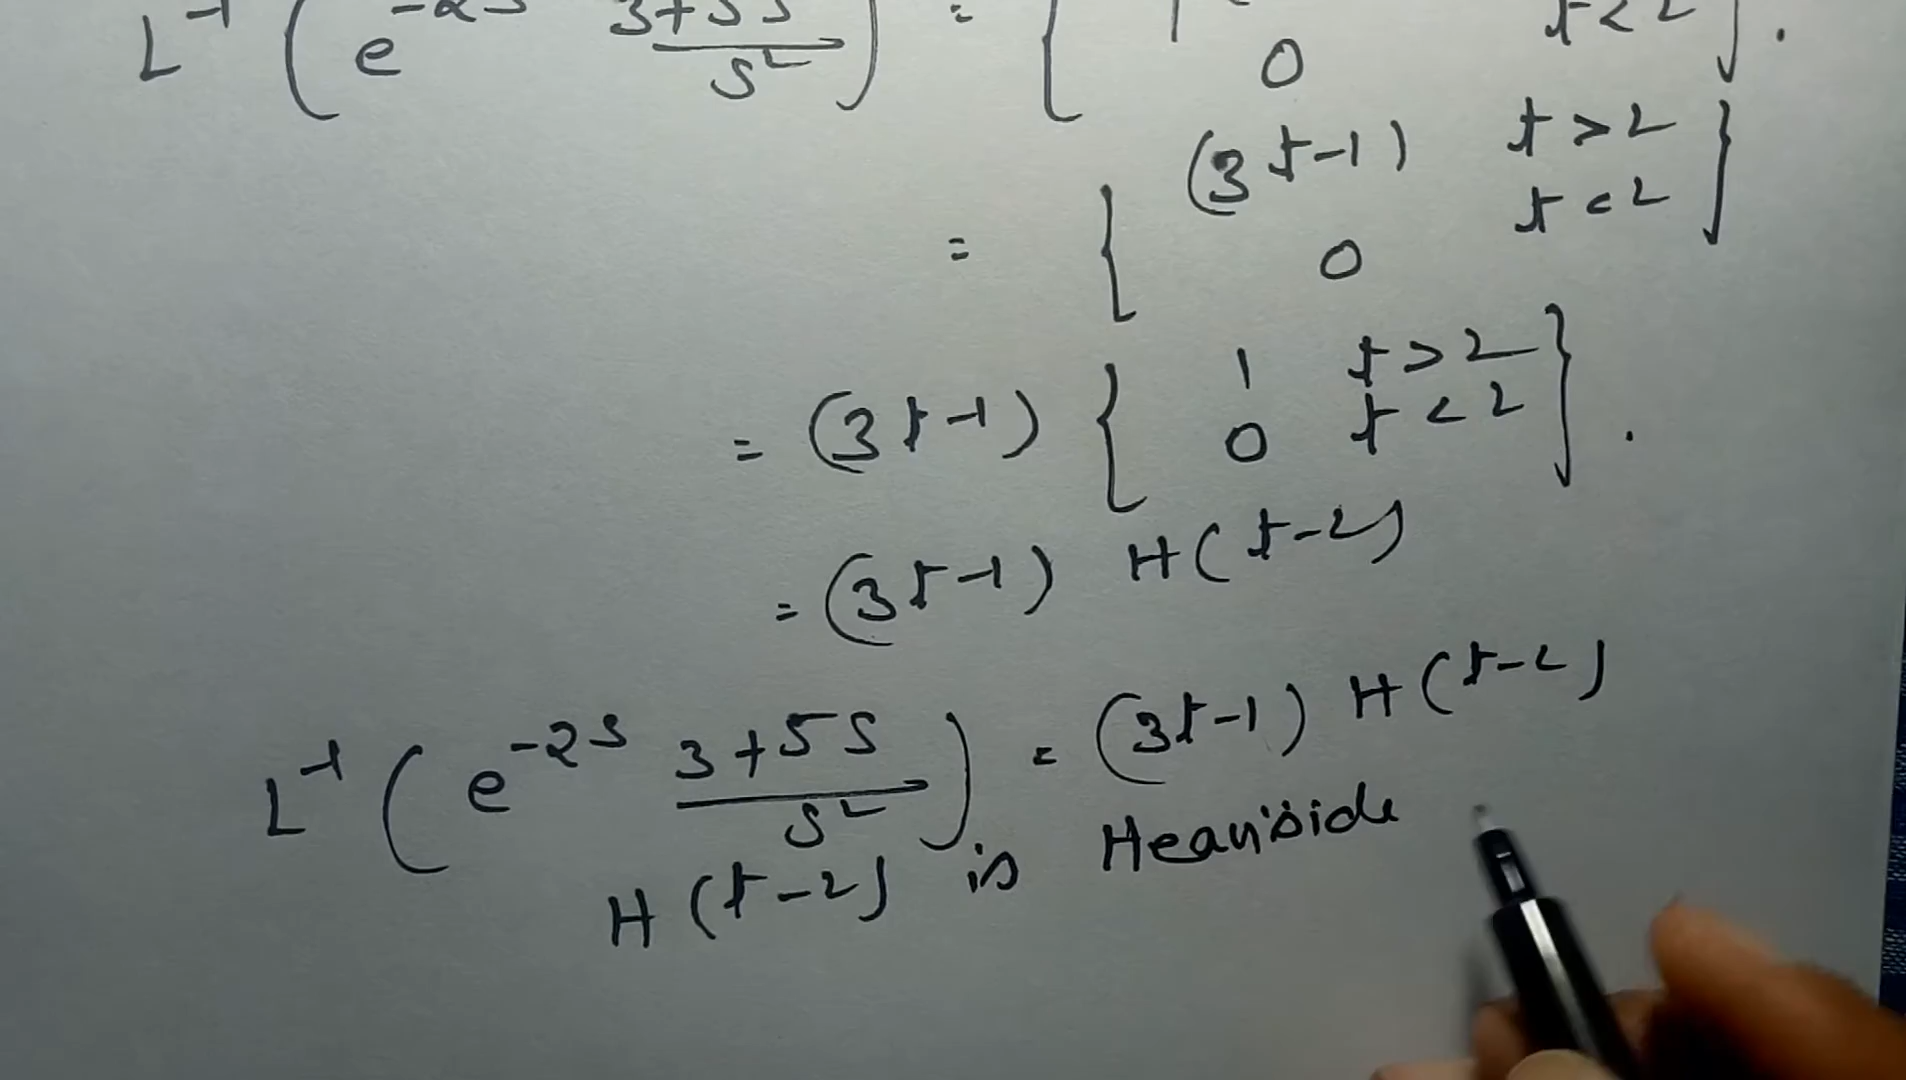 L⁻¹ ( e⁻²ˢ (3+5s)/s² ) = { 0 t<2 } .
= { (3t-1) t>2
0 t<2 }
= (3t-1) { 1 t>2
0 t<2 } .
= (3t-1) H(t-2)
L⁻¹ ( e⁻²ˢ (3+5s)/s² ) = (3t-1) H(t-2)
H(t-2) is Heaviside